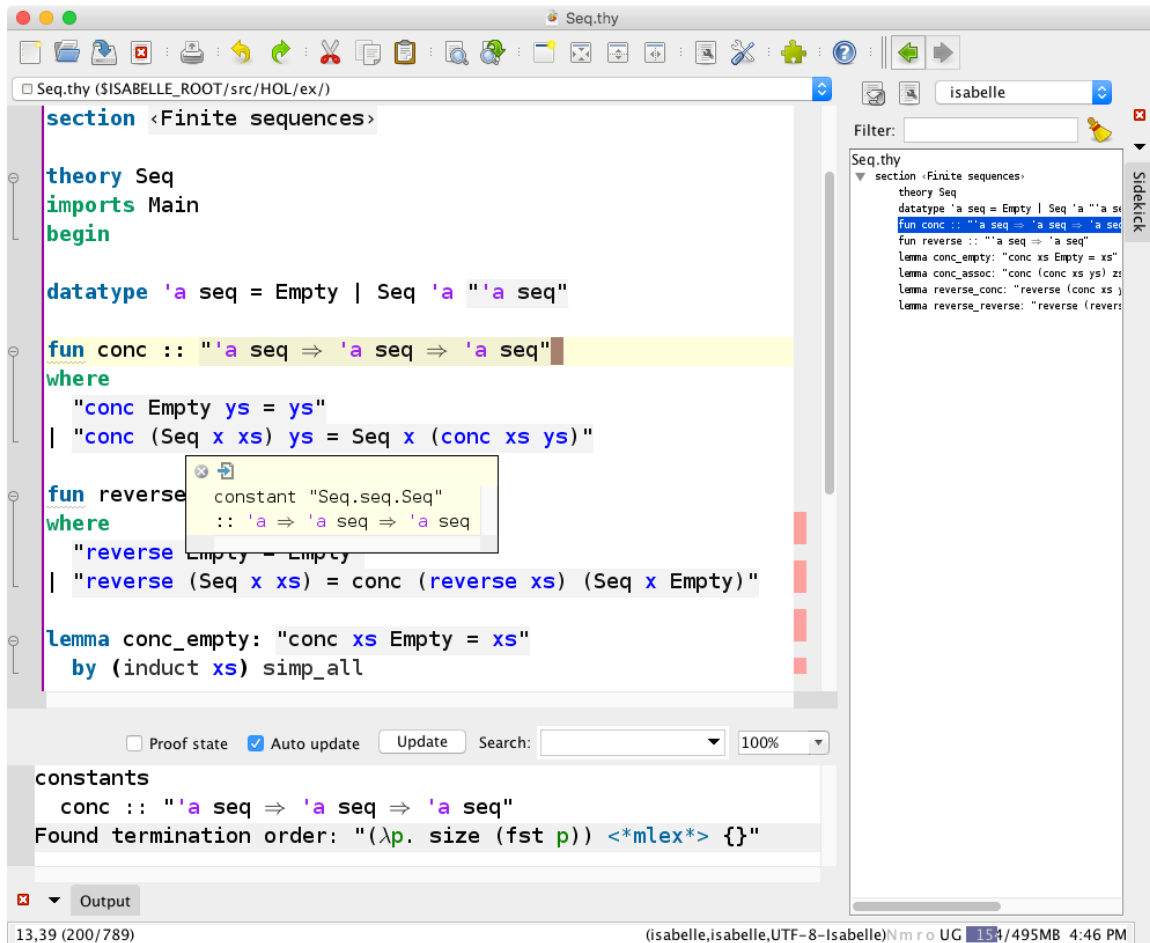 Seq.thy
Seq.thy ($ISABELLE_ROOT/src/HOL/ex/)
section ‹Finite sequences›
theory Seq
imports Main
begin
datatype 'a seq = Empty | Seq 'a "'a seq"
fun conc :: "'a seq ⇒ 'a seq ⇒ 'a seq"
where
"conc Empty ys = ys"
| "conc (Seq x xs) ys = Seq x (conc xs ys)"
constant "Seq.seq.Seq"
:: 'a ⇒ 'a seq ⇒ 'a seq
fun reverse
where
"reverse Empty = Empty
| "reverse (Seq x xs) = conc (reverse xs) (Seq x Empty)"
lemma conc_empty: "conc xs Empty = xs"
by (induct xs) simp_all
Proof state Auto update Update Search: 100%
constants
conc :: "'a seq ⇒ 'a seq ⇒ 'a seq"
Found termination order: "(λp. size (fst p)) <*mlex*> {}"
Output
isabelle
Filter:
Seq.thy
section ‹Finite sequences›
theory Seq
datatype 'a seq = Empty | Seq 'a "'a se
fun conc :: "'a seq ⇒ 'a seq ⇒ 'a seq
fun reverse :: "'a seq ⇒ 'a seq"
lemma conc_empty: "conc xs Empty = xs"
lemma conc_assoc: "conc (conc xs ys) zs
lemma reverse_conc: "reverse (conc xs y
lemma reverse_reverse: "reverse (revers
Sidekick
13,39 (200/789)
(isabelle,isabelle,UTF-8-Isabelle)N m r o UG 154/495MB 4:46 PM